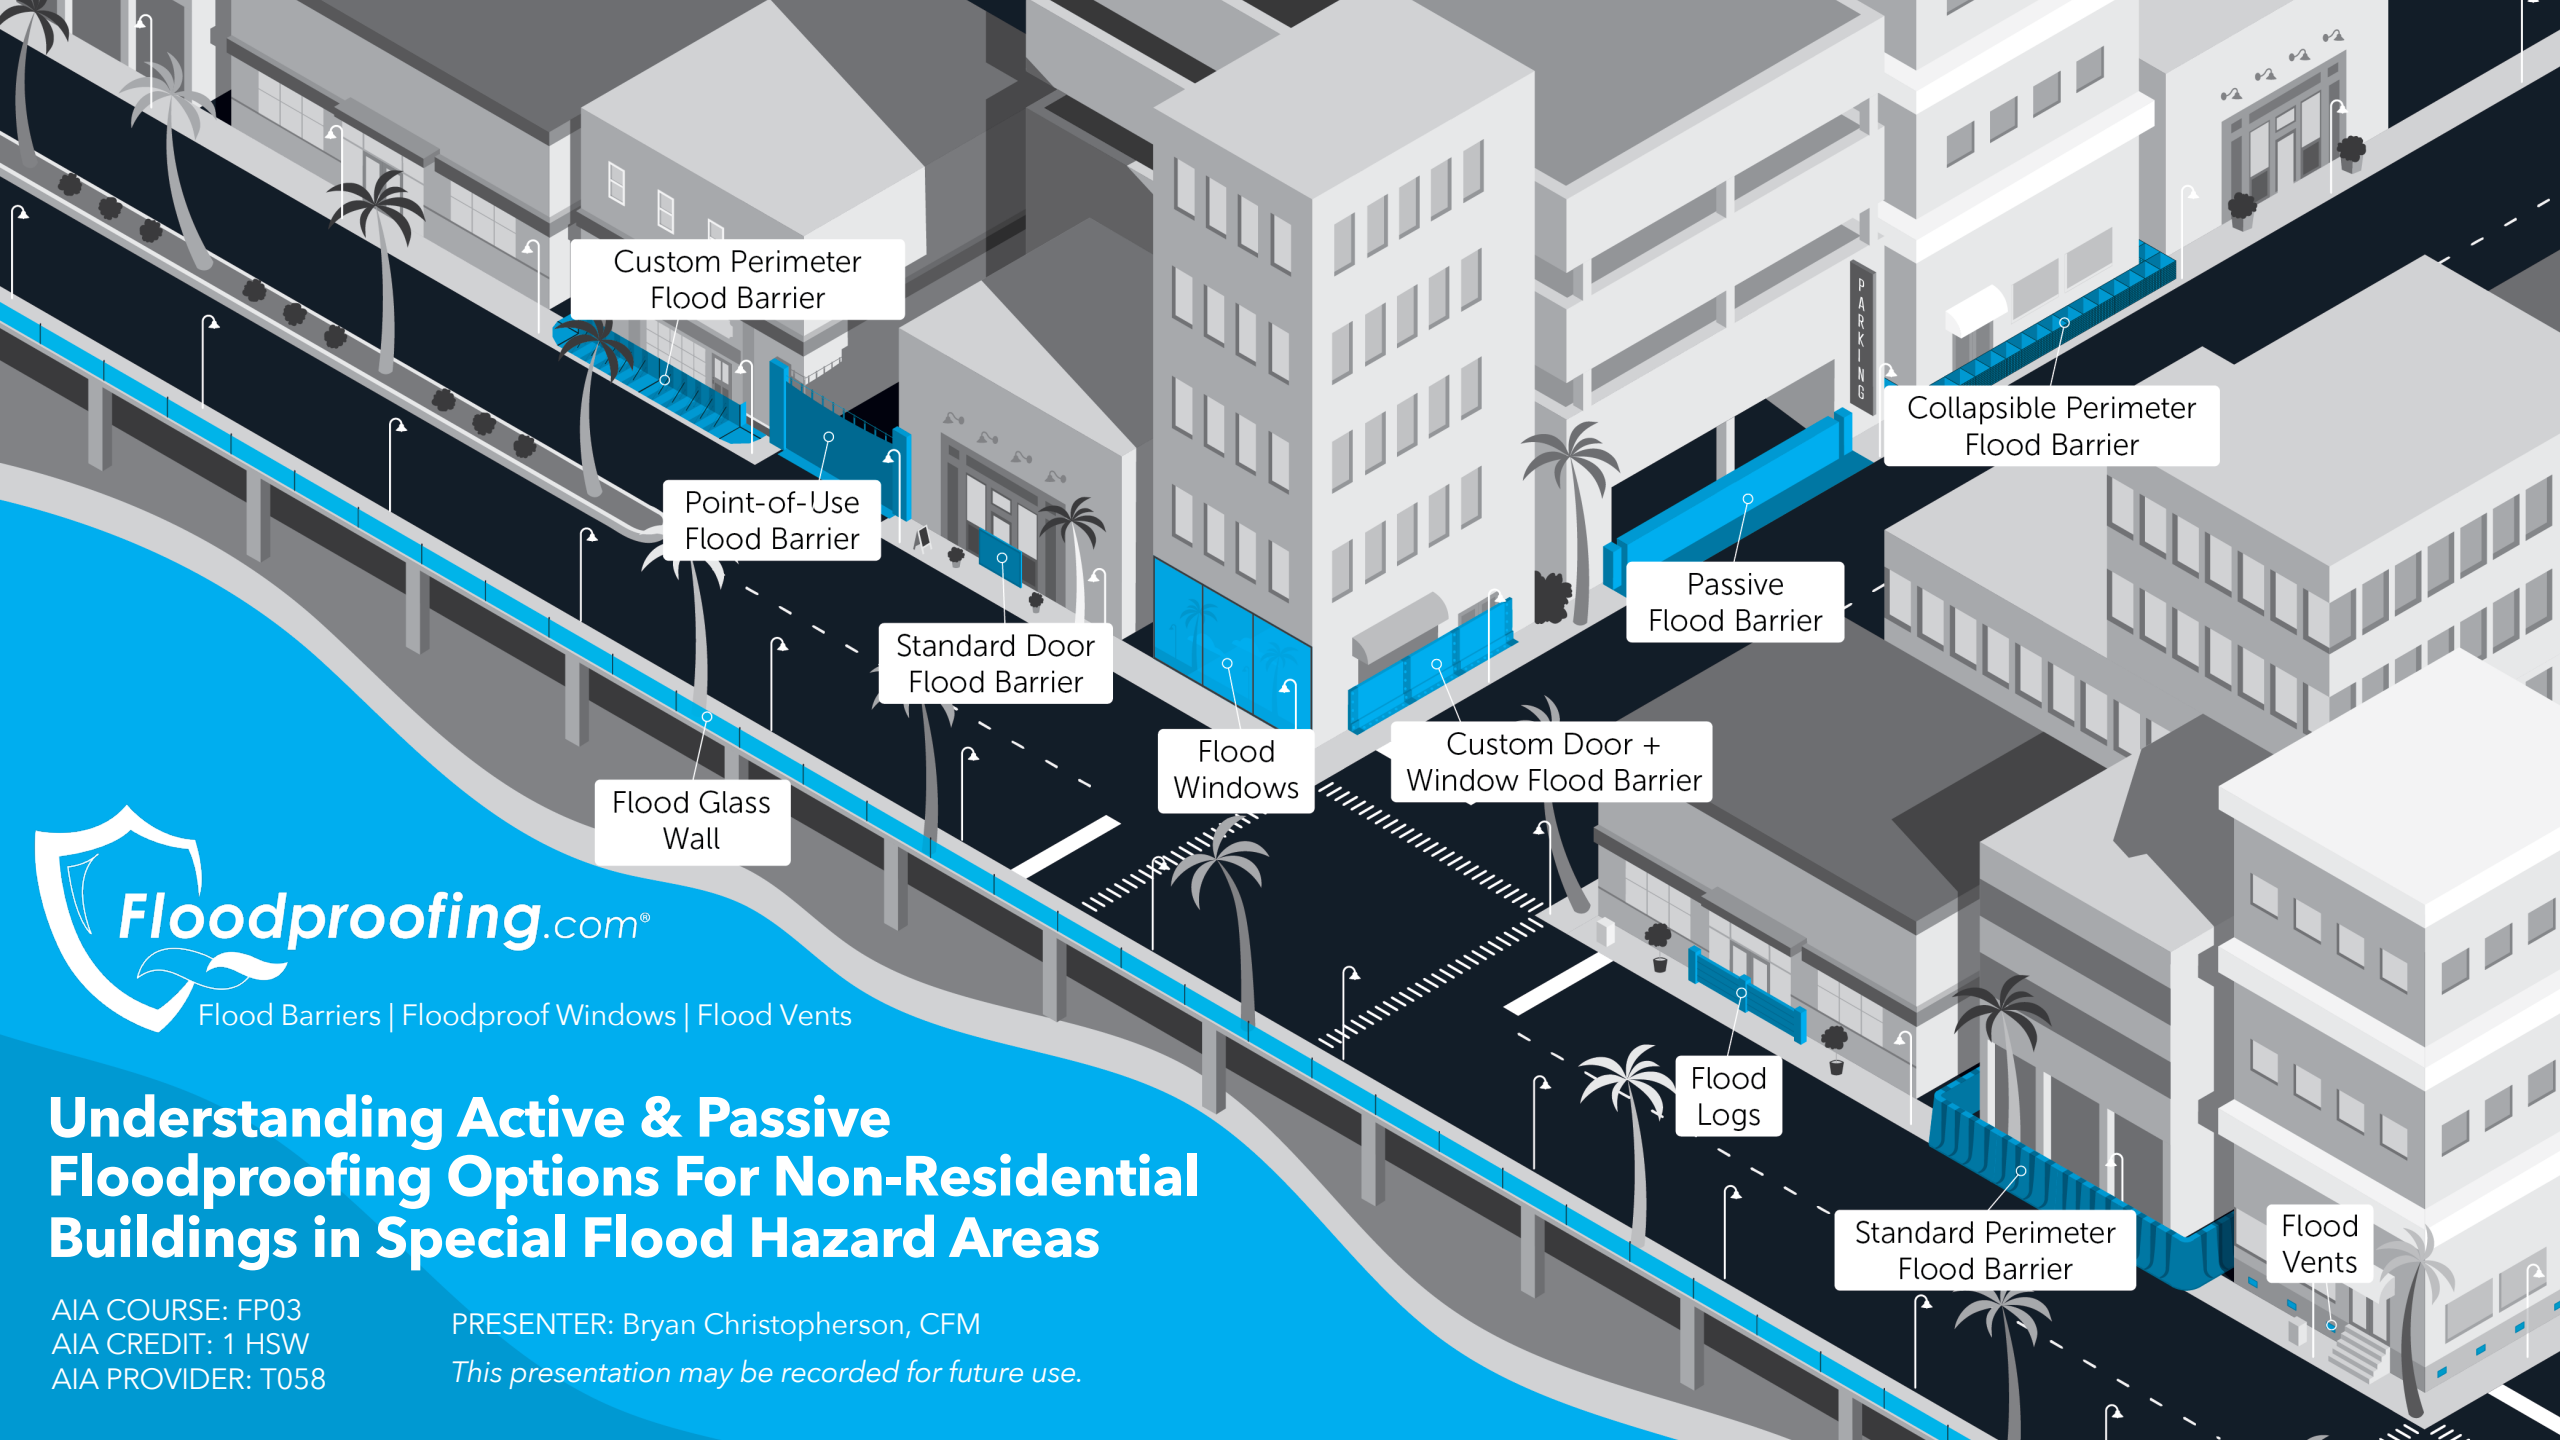 Custom Perimeter
Flood Barrier
PARKING
Collapsible Perimeter
Flood Barrier
Point-of-Use
Flood Barrier
Passive
Flood Barrier
Standard Door
Flood Barrier
Flood
Windows
Custom Door +
Window Flood Barrier
Flood Glass
Wall
Floodproofing.com®
Flood Barriers | Floodproof Windows | Flood Vents
Flood
Logs
Standard Perimeter
Flood Barrier
Flood
Vents
Understanding Active & Passive
Floodproofing Options For Non-Residential
Buildings in Special Flood Hazard Areas
AIA COURSE: FP03
AIA CREDIT: 1 HSW
AIA PROVIDER: T058
PRESENTER: Bryan Christopherson, CFM
This presentation may be recorded for future use.